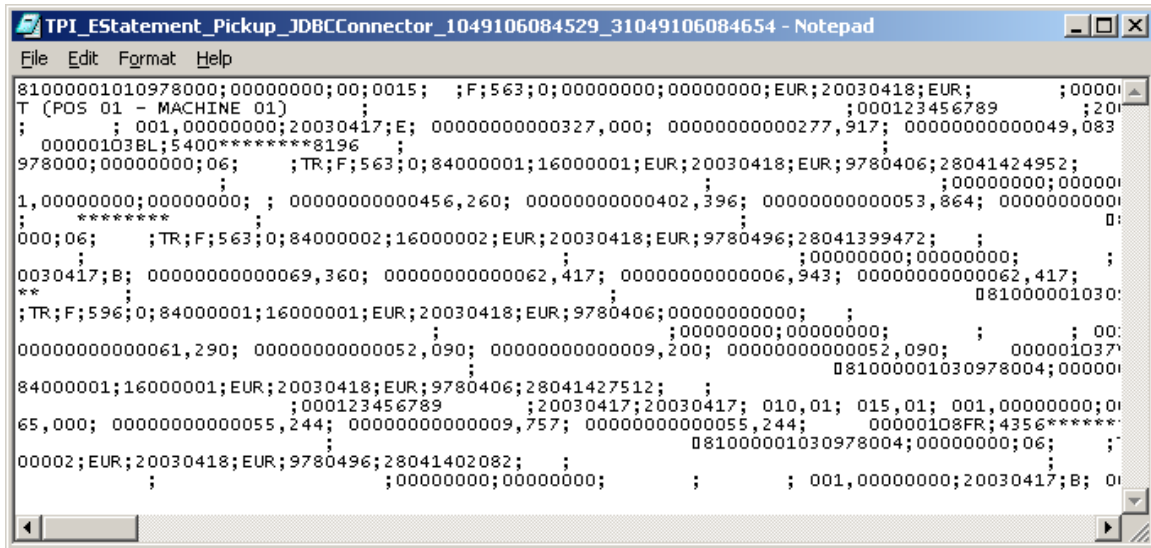 TPI_EStatement_Pickup_JDBCConnector_1049106084529_31049106084654 - Notepad
File Edit Format Help
81000001010978000;00000000;00;0015; ;F;563;0;00000000;00000000;EUR;20030418;EUR; ;0000
T (POS 01 - MACHINE 01) ; ;000123456789 ;20
; ; 001,00000000;20030417;E; 00000000000327,000; 00000000000277,917; 00000000000049,083
00000103BL;5400********8196 ; ;
978000;00000000;06; ;TR;F;563;0;84000001;16000001;EUR;20030418;EUR;9780406;28041424952;
; ; ;00000000;00000
1,00000000;00000000; ; 00000000000456,260; 00000000000402,396; 00000000000053,864; 0000000000
; ******** ; ;
000;06; ;TR;F;563;0;84000002;16000002;EUR;20030418;EUR;9780496;28041399472; ;
; ; ;00000000;00000000; ;
0030417;B; 00000000000069,360; 00000000000062,417; 00000000000006,943; 00000000000062,417;
** ; ; 81000001030
;TR;F;596;0;84000001;16000001;EUR;20030418;EUR;9780406;00000000000; ;
; ;00000000;00000000; ; ; 00
00000000000061,290; 00000000000052,090; 00000000000009,200; 00000000000052,090; 000001037
; 81000001030978004;00000
84000001;16000001;EUR;20030418;EUR;9780406;28041427512; ;
;000123456789 ;20030417;20030417; 010,01; 015,01; 001,00000000;0
65,000; 00000000000055,244; 00000000000009,757; 00000000000055,244; 00000108FR;4356******
; 81000001030978004;00000000;06; ;
00002;EUR;20030418;EUR;9780496;28041402082; ; ;
; ;00000000;00000000; ; ; 001,00000000;20030417;B; 0